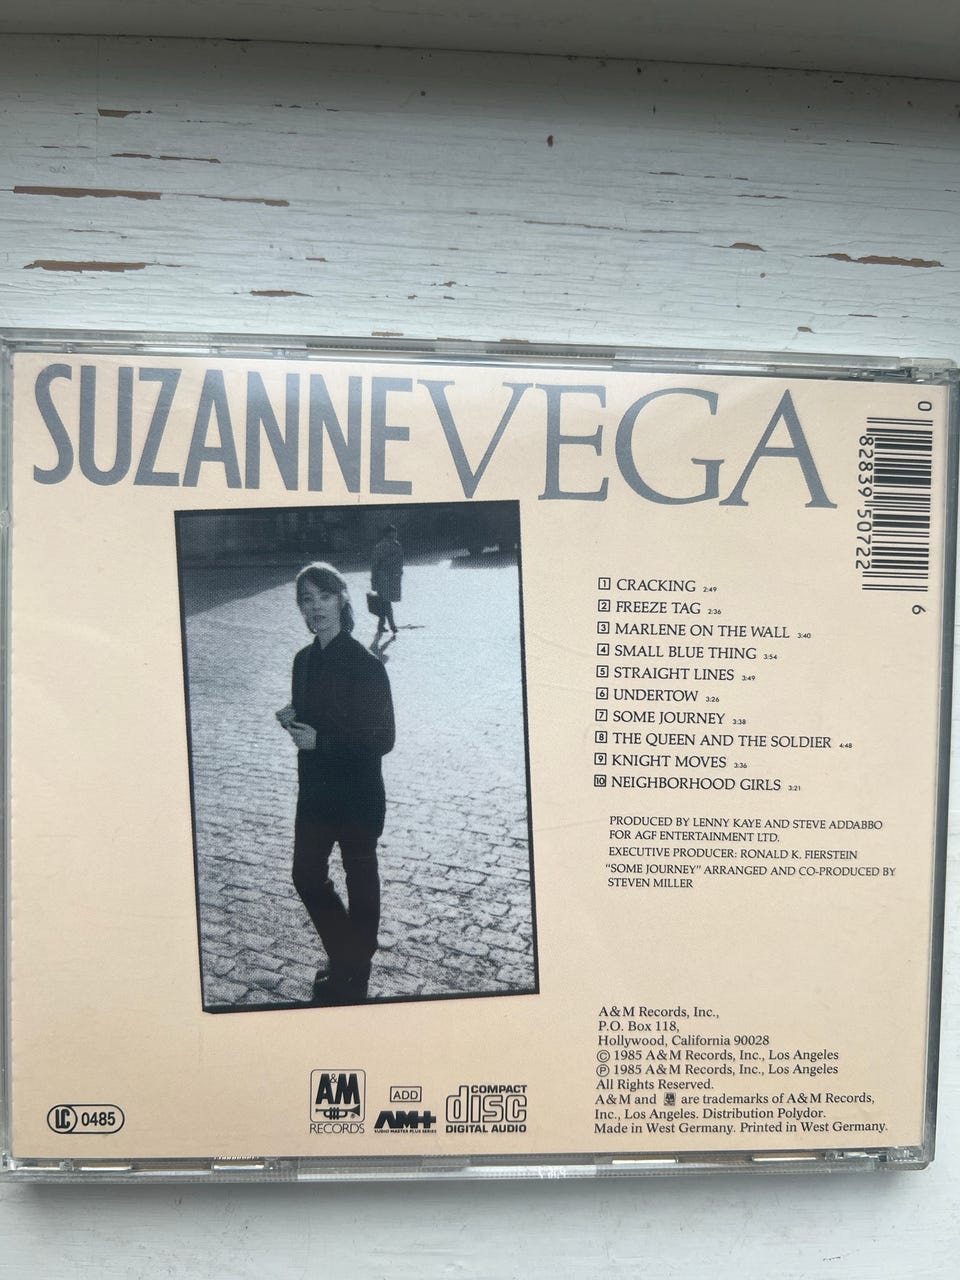 SUZANNE VEGA
0 82839 50722 6
1 CRACKING 2:49
2 FREEZE TAG 2:36
3 MARLENE ON THE WALL 3:40
4 SMALL BLUE THING 3:54
5 STRAIGHT LINES 3:49
6 UNDERTOW 3:26
7 SOME JOURNEY 3:38
8 THE QUEEN AND THE SOLDIER 4:48
9 KNIGHT MOVES 3:36
10 NEIGHBORHOOD GIRLS 3:21
PRODUCED BY LENNY KAYE AND STEVE ADDABBO
FOR AGF ENTERTAINMENT LTD.
EXECUTIVE PRODUCER: RONALD K. FIERSTEIN
"SOME JOURNEY" ARRANGED AND CO-PRODUCED BY
STEVEN MILLER
A&M Records, Inc.,
P.O. Box 118,
Hollywood, California 90028
© 1985 A&M Records, Inc., Los Angeles
℗ 1985 A&M Records, Inc., Los Angeles
All Rights Reserved.
A&M and are trademarks of A&M Records,
Inc., Los Angeles. Distribution Polydor.
Made in West Germany. Printed in West Germany.
LC 0485
A&M
RECORDS
ADD
AM+
AUDIO MASTER PLUS SERIES
COMPACT
disc
DIGITAL AUDIO